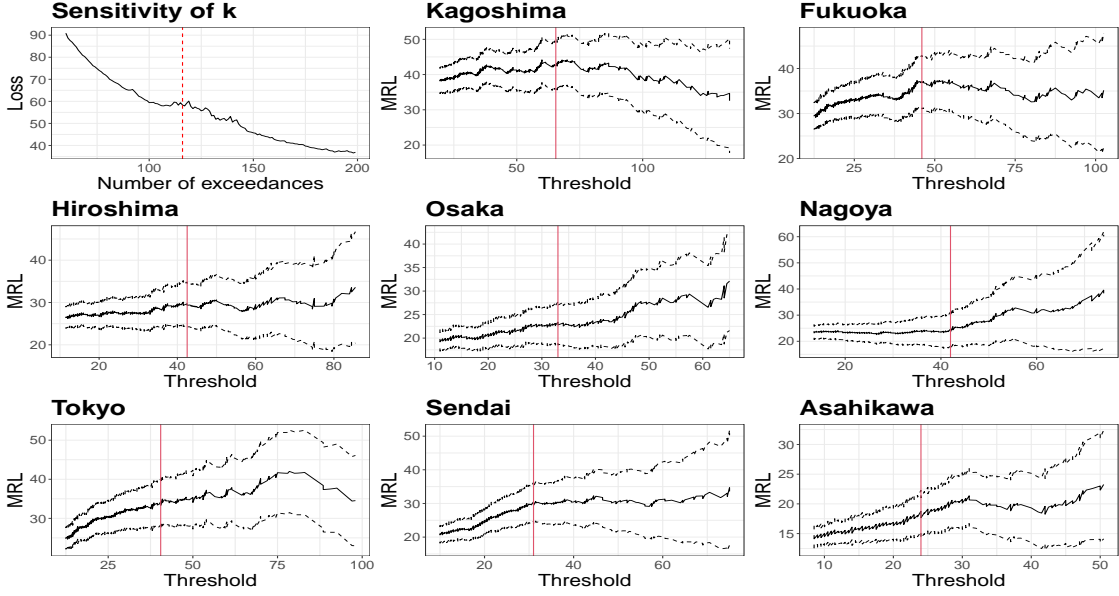 Sensitivity of k
Kagoshima
Fukuoka
Loss
90
80
70
60
50
40
100
150
200
Number of exceedances
MRL
50
40
30
20
50
100
Threshold
MRL
40
30
20
25
50
75
100
Threshold
Hiroshima
Osaka
Nagoya
MRL
40
30
20
20
40
60
80
Threshold
MRL
40
35
30
25
20
10
20
30
40
50
60
Threshold
MRL
60
50
40
30
20
20
40
60
Threshold
Tokyo
Sendai
Asahikawa
MRL
50
40
30
25
50
75
100
Threshold
MRL
50
40
30
20
20
40
60
Threshold
MRL
30
25
20
15
10
20
30
40
50
Threshold